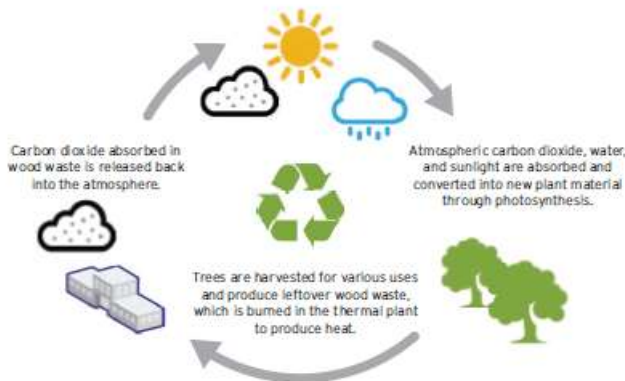 Carbon dioxide absorbed in
wood waste is released back
into the atmosphere.
Atmospheric carbon dioxide, water,
and sunlight are absorbed and
converted into new plant material
through photosynthesis.
Trees are harvested for various uses
and produce leftover wood waste,
which is burned in the thermal plant
to produce heat.